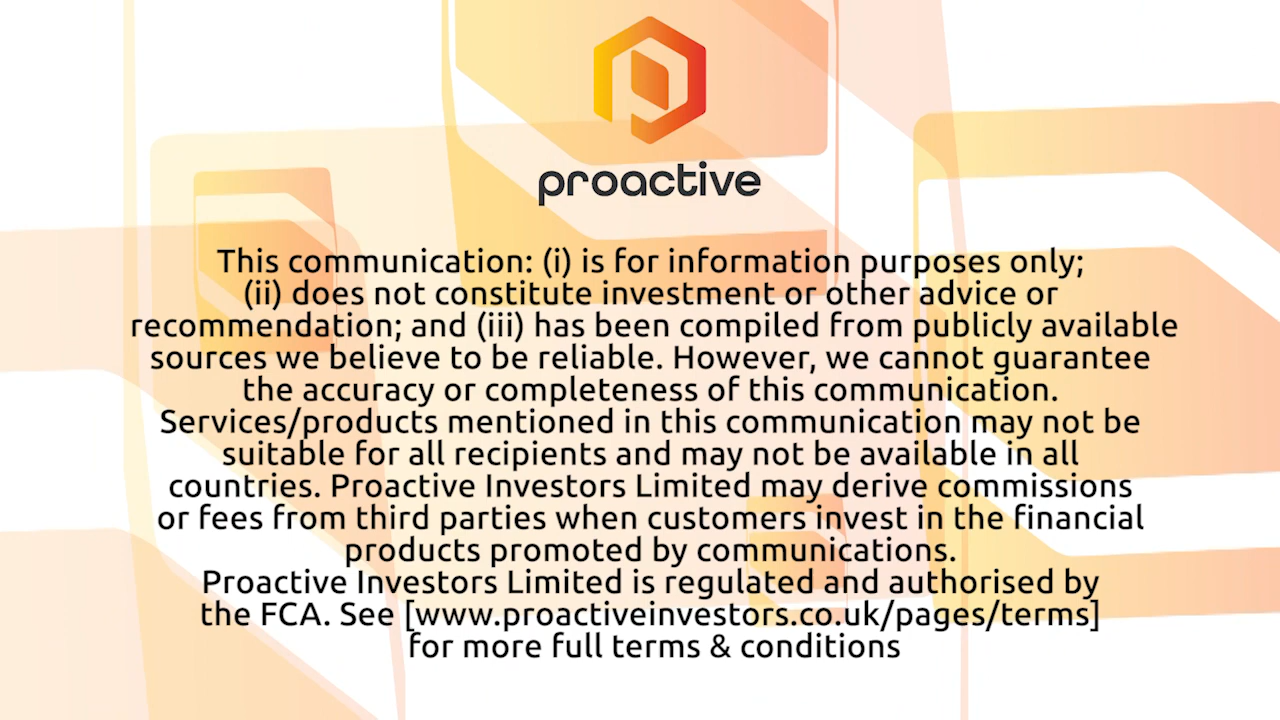 proactive
This communication: (i) is for information purposes only;
(ii) does not constitute investment or other advice or
recommendation; and (iii) has been compiled from publicly available
sources we believe to be reliable. However, we cannot guarantee
the accuracy or completeness of this communication.
Services/products mentioned in this communication may not be
suitable for all recipients and may not be available in all
countries. Proactive Investors Limited may derive commissions
or fees from third parties when customers invest in the financial
products promoted by communications.
Proactive Investors Limited is regulated and authorised by
the FCA. See [www.proactiveinvestors.co.uk/pages/terms]
for more full terms & conditions